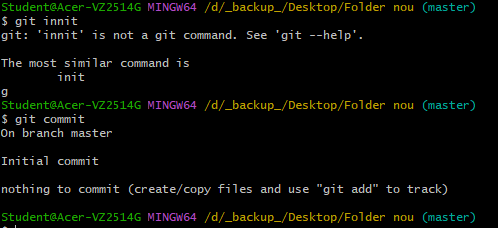 Student@Acer-VZ2514G MINGW64 /d/_backup_/Desktop/Folder nou (master)
$ git innit
git: 'innit' is not a git command. See 'git --help'.

The most similar command is
        init
g
Student@Acer-VZ2514G MINGW64 /d/_backup_/Desktop/Folder nou (master)
$ git commit
On branch master

Initial commit

nothing to commit (create/copy files and use "git add" to track)

Student@Acer-VZ2514G MINGW64 /d/_backup_/Desktop/Folder nou (master)